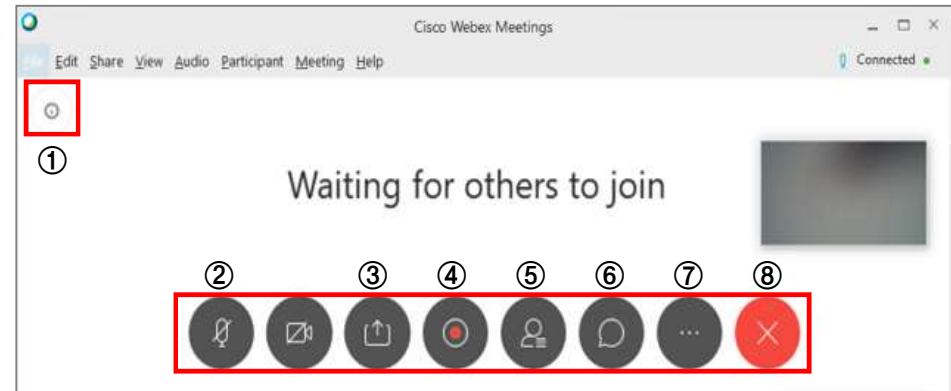 Cisco Webex Meetings
File Edit Share View Audio Participant Meeting Help Connected
①
Waiting for others to join
② ③ ④ ⑤ ⑥ ⑦ ⑧